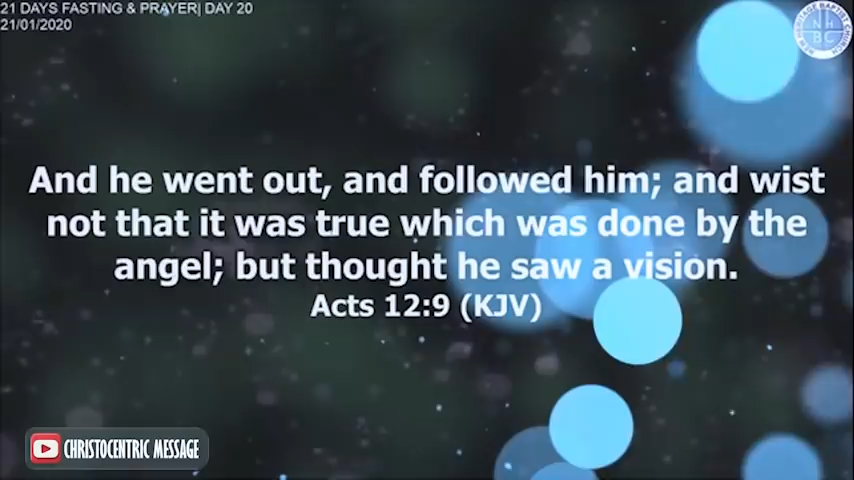 21 DAYS FASTING & PRAYER| DAY 20
21/01/2020
NH
BC
And he went out, and followed him; and wist
not that it was true which was done by the
angel; but thought he saw a vision.
Acts 12:9 (KJV)
CHRISTOCENTRIC MESSAGE